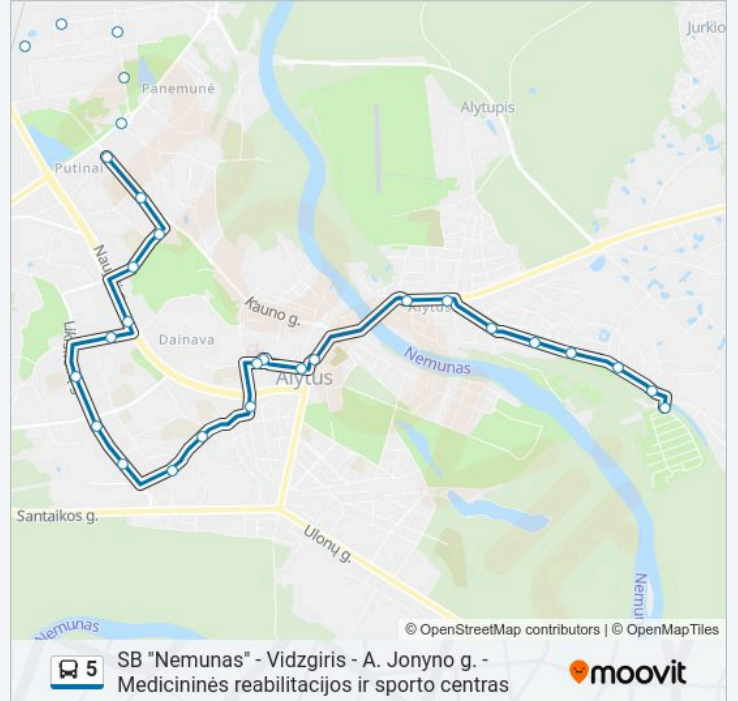 Jurkio
Panemunė
Alytupis
Putinai
Nauj
Kauno g.
Dainava
Alytus
Nemunas
Alytus
Santaikos g.
Ulonų g.
Nemun
Nemunas
© OpenStreetMap contributors | © OpenMapTiles
5
SB "Nemunas" - Vidzgiris - A. Jonyno g. -
Medicininės reabilitacijos ir sporto centras
moovit